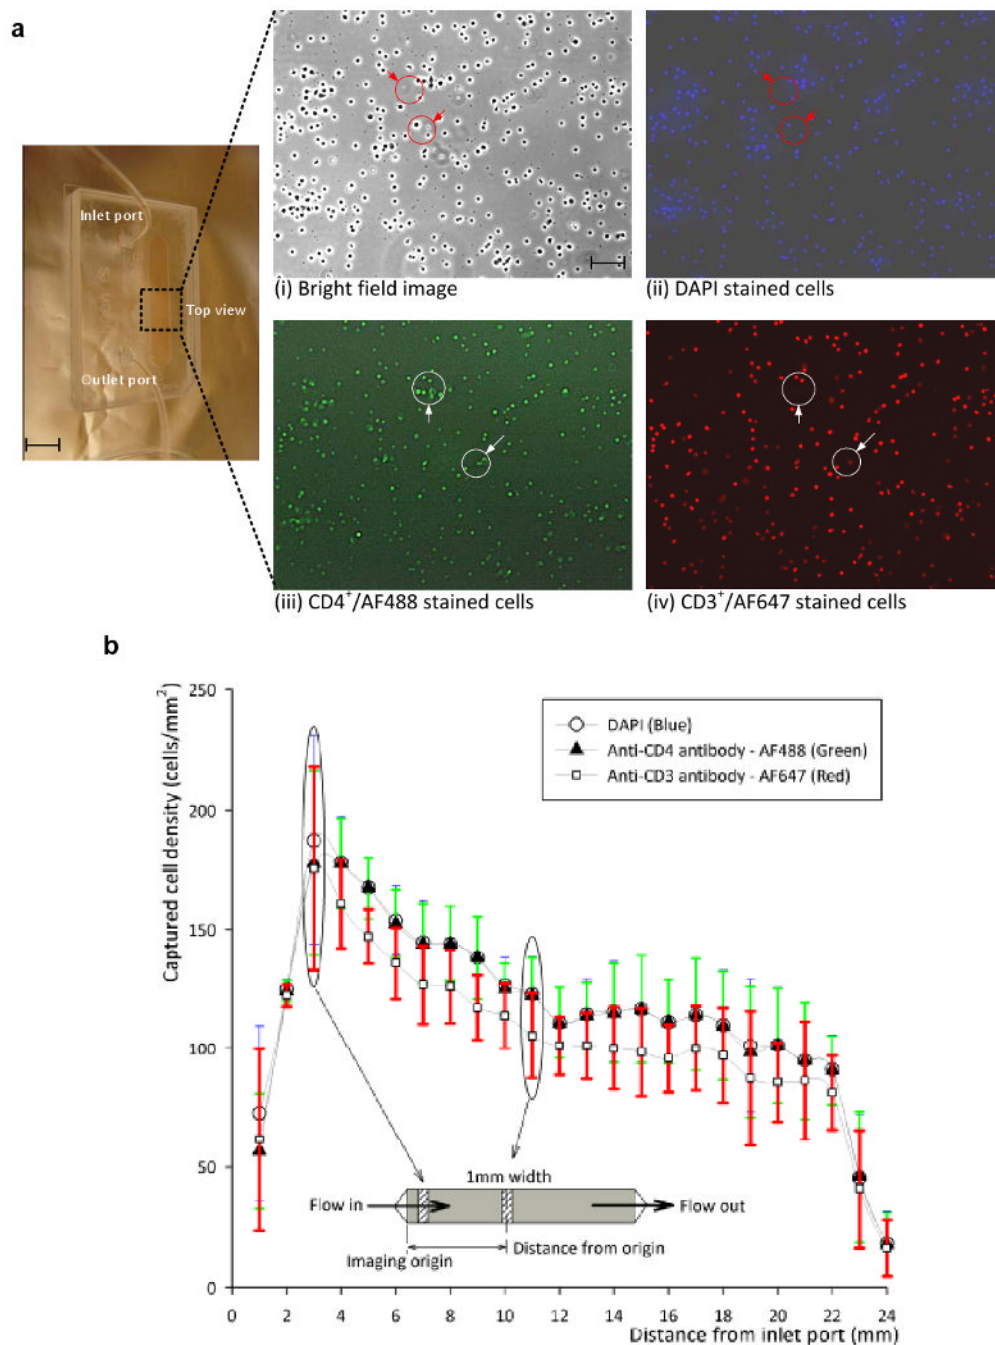 a
Inlet port
Top view
Outlet port
(i) Bright field image
(ii) DAPI stained cells
(iii) CD4⁺/AF488 stained cells
(iv) CD3⁺/AF647 stained cells
b
Captured cell density (cells/mm²)
250
200
150
100
50
0
DAPI (Blue)
Anti-CD4 antibody - AF488 (Green)
Anti-CD3 antibody - AF647 (Red)
1mm width
Flow in
Flow out
Imaging origin
Distance from origin
0 2 4 6 8 10 12 14 16 18 20 22 24
Distance from inlet port (mm)